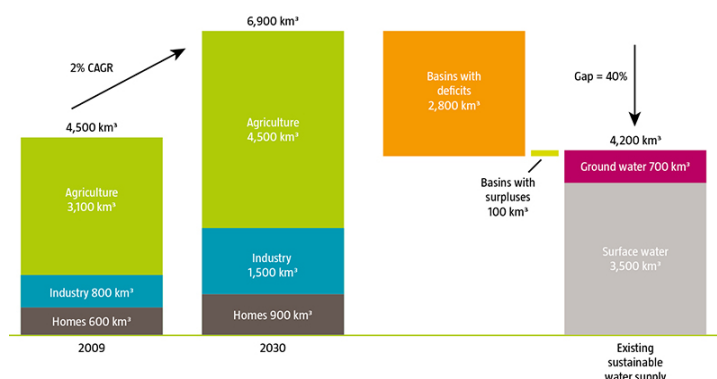 6,900 km³
2% CAGR
4,500 km³
Agriculture
3,100 km³
Industry 800 km³
Homes 600 km³
2009
Agriculture
4,500 km³
Industry
1,500 km³
Homes 900 km³
2030
Basins with
deficits
2,800 km³
Basins with
surpluses
100 km³
Gap = 40%
4,200 km³
Ground water 700 km³
Surface water
3,500 km³
Existing
sustainable
water supply